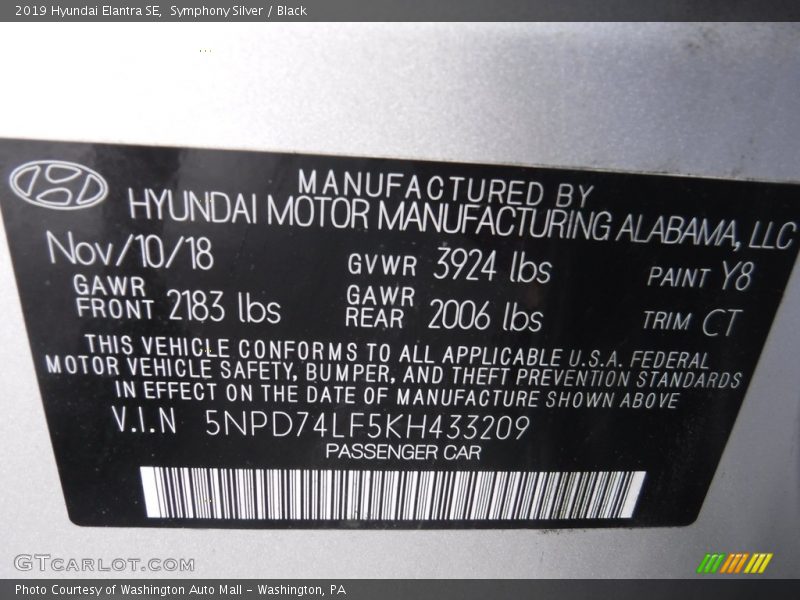 2019 Hyundai Elantra SE, Symphony Silver / Black
MANUFACTURED BY
HYUNDAI MOTOR MANUFACTURING ALABAMA, LLC
Nov/10/18 GVWR 3924 lbs PAINT Y8
GAWR FRONT 2183 lbs GAWR REAR 2006 lbs TRIM CT
THIS VEHICLE CONFORMS TO ALL APPLICABLE U.S.A. FEDERAL
MOTOR VEHICLE SAFETY, BUMPER, AND THEFT PREVENTION STANDARDS
IN EFFECT ON THE DATE OF MANUFACTURE SHOWN ABOVE
V.I.N 5NPD74LF5KH433209
PASSENGER CAR
GTCARLOT.COM
Photo Courtesy of Washington Auto Mall - Washington, PA